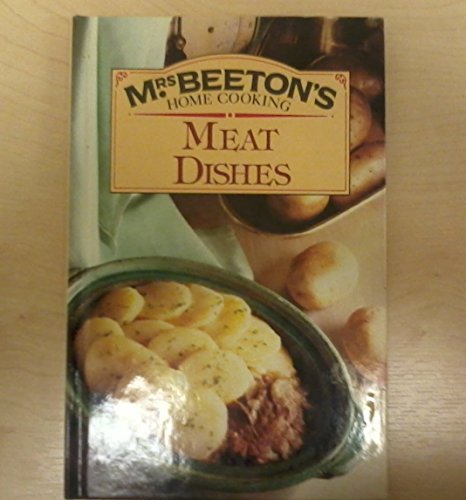 MRS. BEETON'S
HOME COOKING
MEAT
DISHES